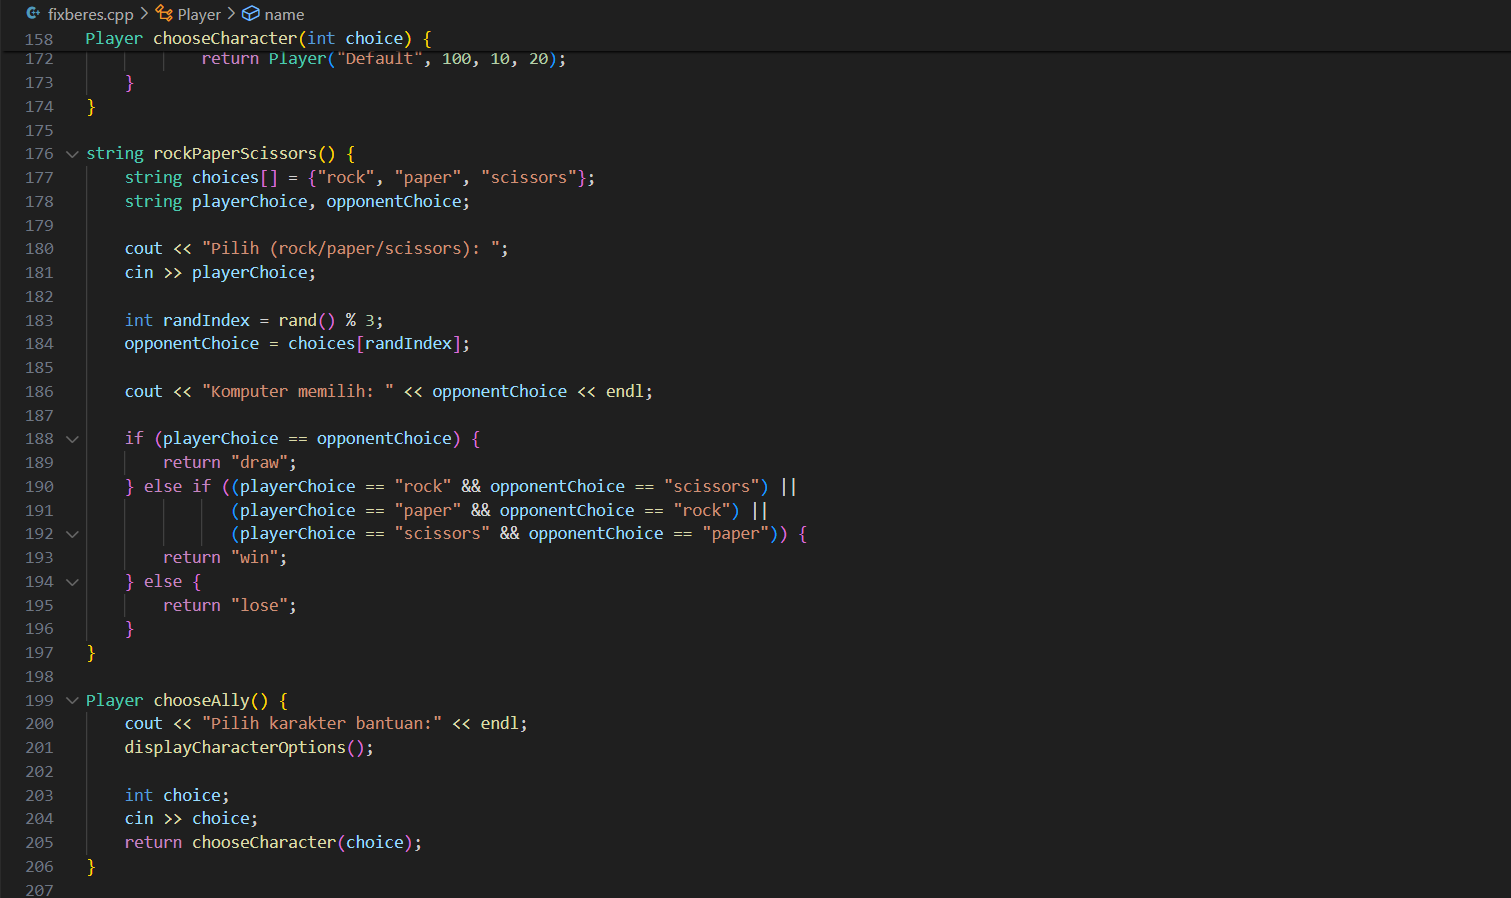 fixberes.cpp > Player > name
158 Player chooseCharacter(int choice) {
172 return Player("Default", 100, 10, 20);
173 }
174 }
175
176 string rockPaperScissors() {
177 string choices[] = {"rock", "paper", "scissors"};
178 string playerChoice, opponentChoice;
179
180 cout << "Pilih (rock/paper/scissors): ";
181 cin >> playerChoice;
182
183 int randIndex = rand() % 3;
184 opponentChoice = choices[randIndex];
185
186 cout << "Komputer memilih: " << opponentChoice << endl;
187
188 if (playerChoice == opponentChoice) {
189 return "draw";
190 } else if ((playerChoice == "rock" && opponentChoice == "scissors") ||
191 (playerChoice == "paper" && opponentChoice == "rock") ||
192 (playerChoice == "scissors" && opponentChoice == "paper")) {
193 return "win";
194 } else {
195 return "lose";
196 }
197 }
198
199 Player chooseAlly() {
200 cout << "Pilih karakter bantuan:" << endl;
201 displayCharacterOptions();
202
203 int choice;
204 cin >> choice;
205 return chooseCharacter(choice);
206 }
207